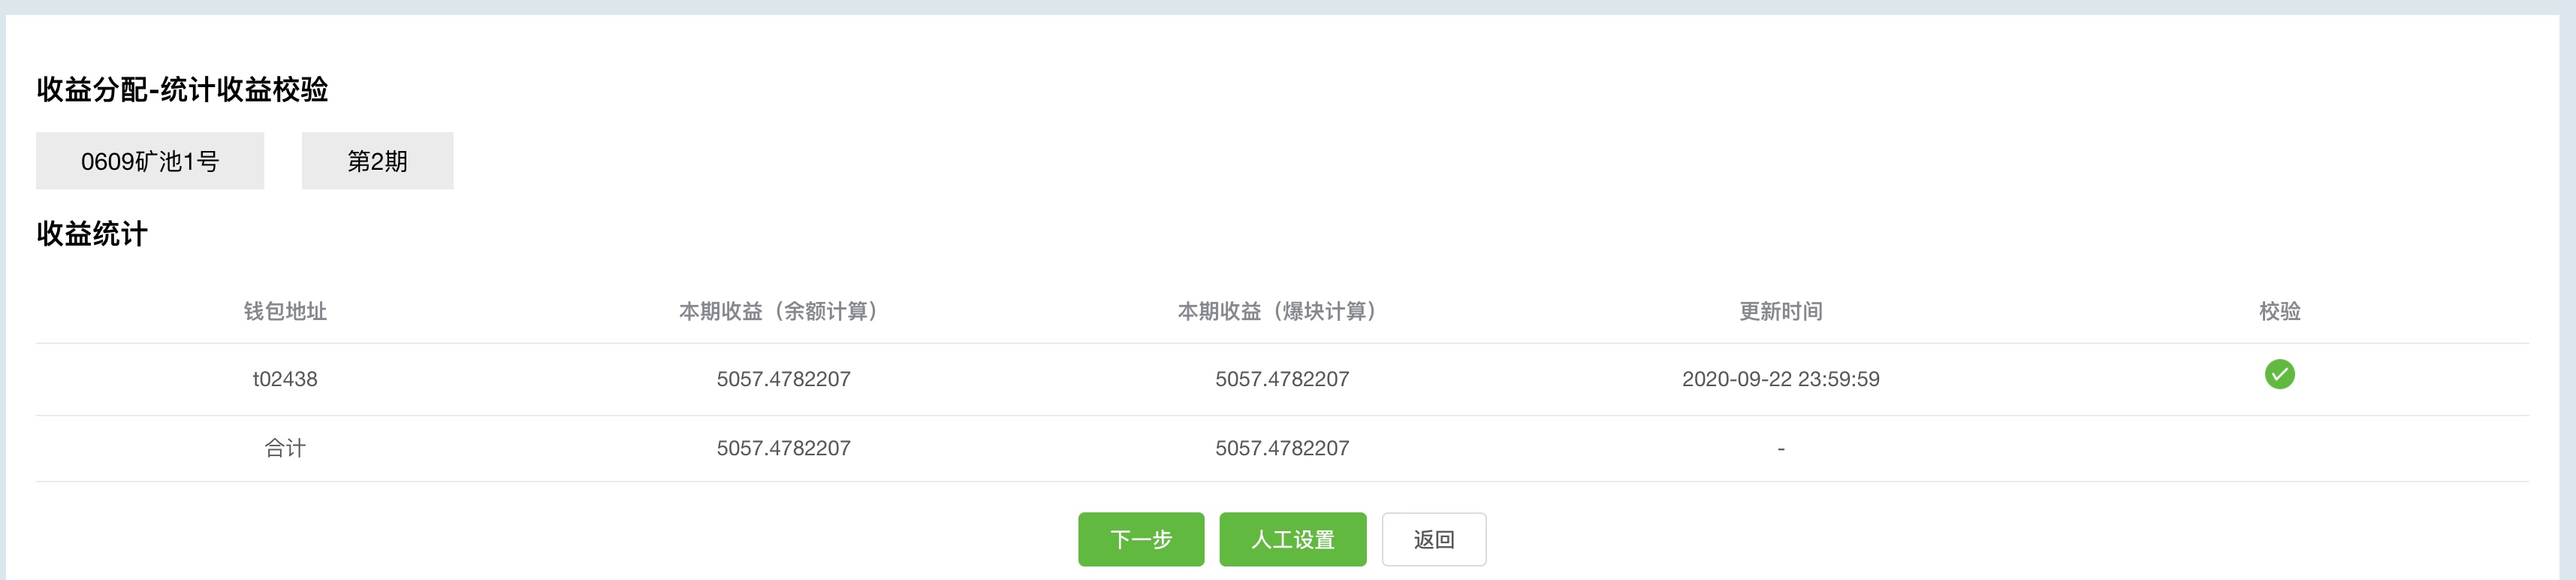 收益分配-统计收益校验
0609矿池1号 第2期
收益统计
钱包地址 本期收益（余额计算） 本期收益（爆块计算） 更新时间 校验
t02438 5057.4782207 5057.4782207 2020-09-22 23:59:59
合计 5057.4782207 5057.4782207 -
下一步 人工设置 返回